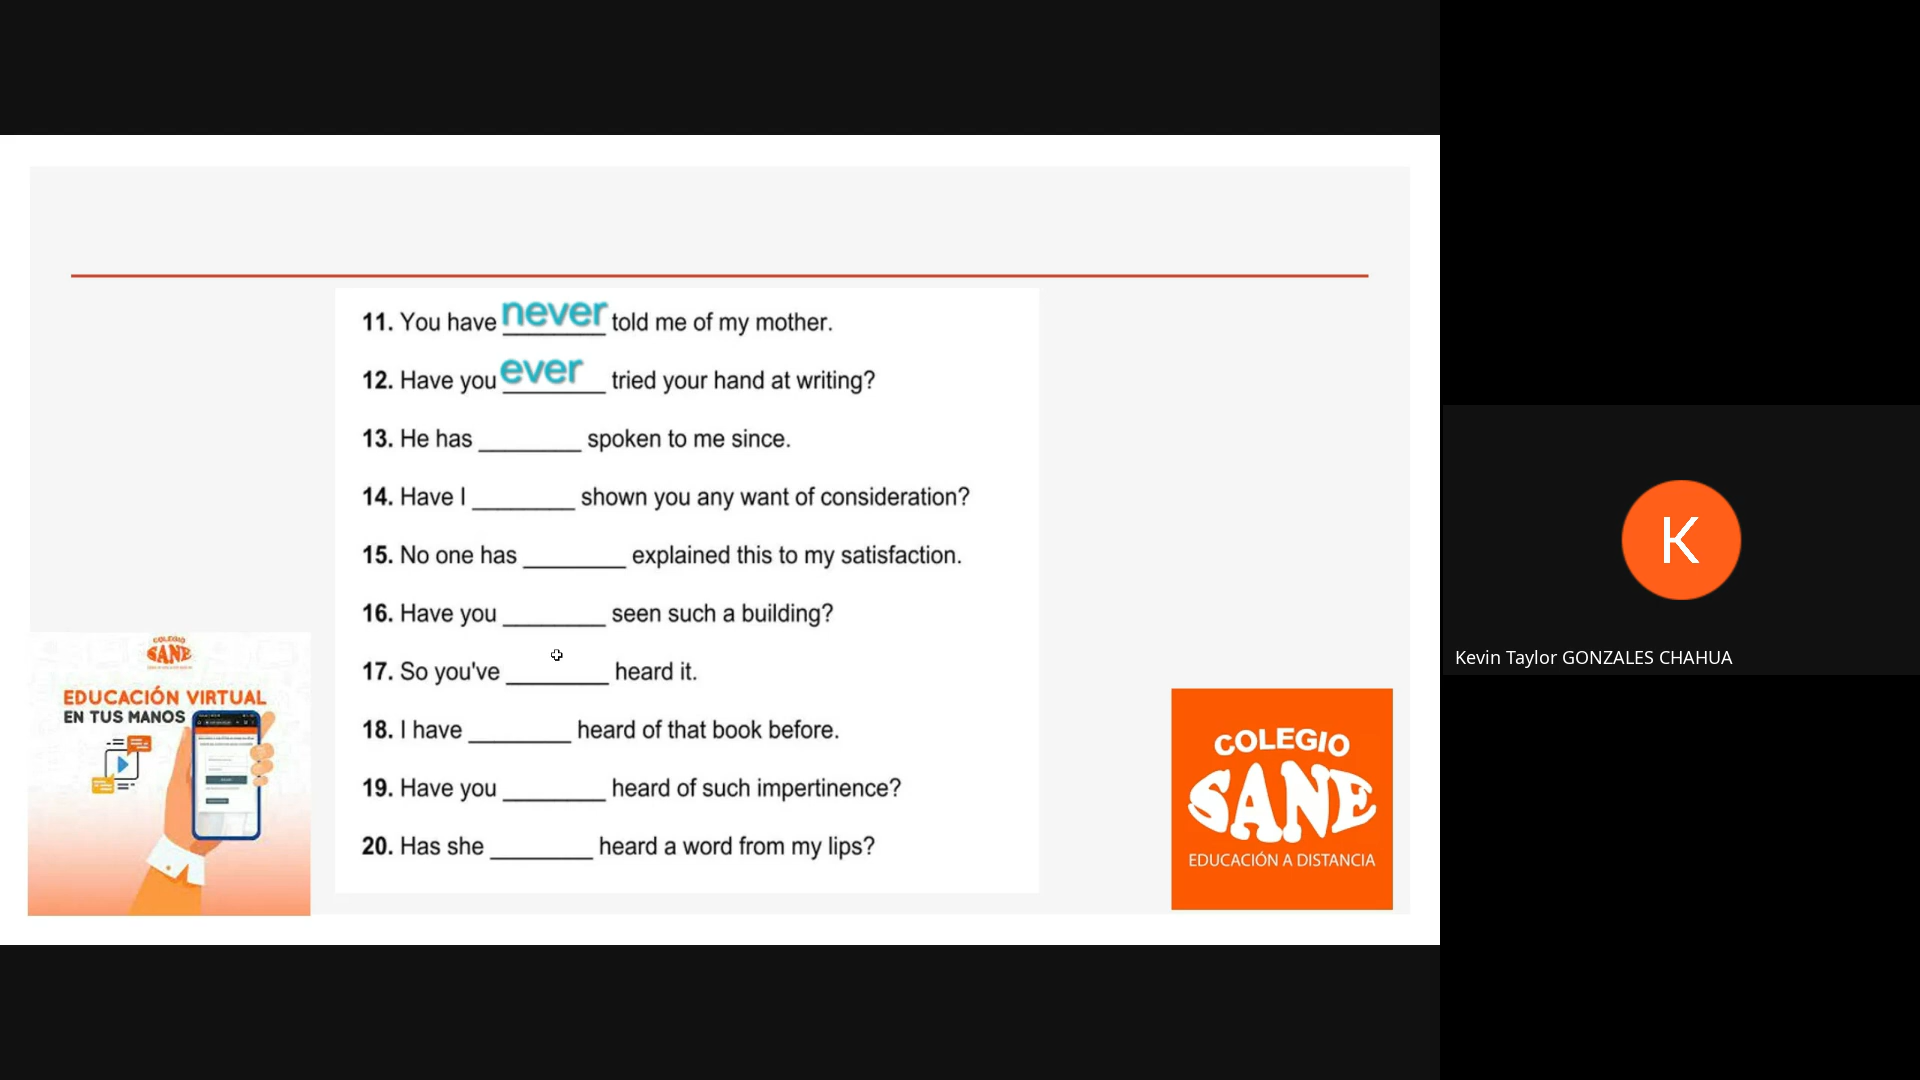 11. You have never told me of my mother.
12. Have you ever tried your hand at writing?
13. He has ________ spoken to me since.
14. Have I ________ shown you any want of consideration?
15. No one has ________ explained this to my satisfaction.
16. Have you ________ seen such a building?
17. So you've ________ heard it.
18. I have ________ heard of that book before.
19. Have you ________ heard of such impertinence?
20. Has she ________ heard a word from my lips?
COLEGIO
SANE
EDUCACIÓN VIRTUAL
EN TUS MANOS
COLEGIO
SANE
EDUCACIÓN A DISTANCIA
K
Kevin Taylor GONZALES CHAHUA